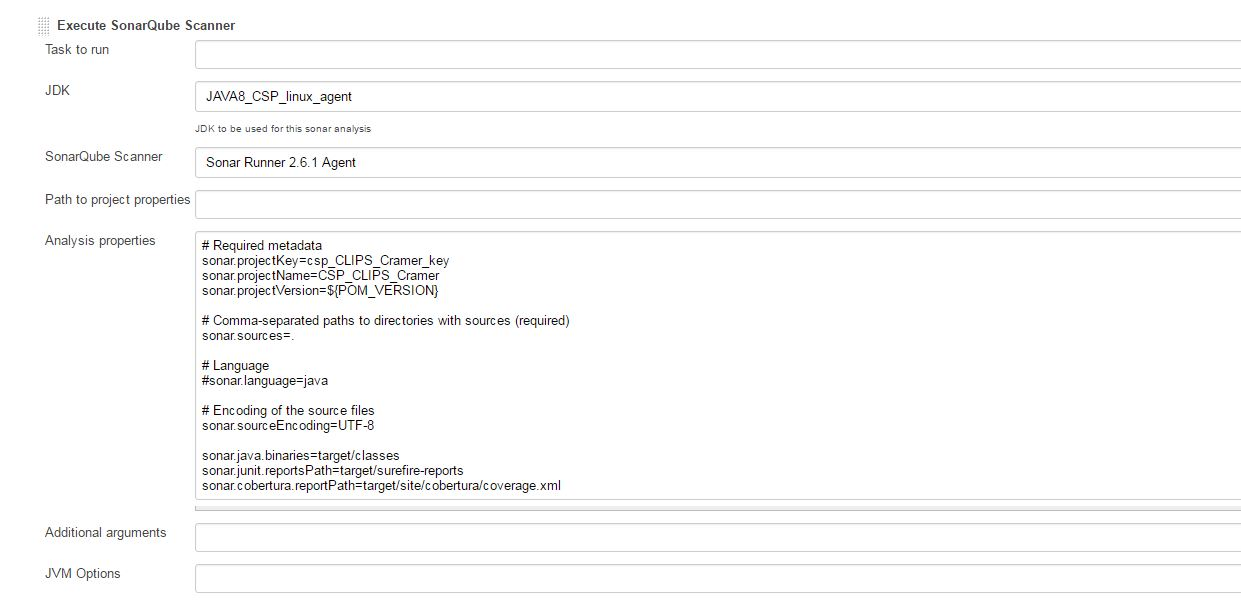 Execute SonarQube Scanner
Task to run
JDK
JAVA8_CSP_linux_agent
JDK to be used for this sonar analysis
SonarQube Scanner
Sonar Runner 2.6.1 Agent
Path to project properties
Analysis properties
# Required metadata
sonar.projectKey=csp_CLIPS_Cramer_key
sonar.projectName=CSP_CLIPS_Cramer
sonar.projectVersion=${POM_VERSION}
# Comma-separated paths to directories with sources (required)
sonar.sources=.
# Language
#sonar.language=java
# Encoding of the source files
sonar.sourceEncoding=UTF-8
sonar.java.binaries=target/classes
sonar.junit.reportsPath=target/surefire-reports
sonar.cobertura.reportPath=target/site/cobertura/coverage.xml
Additional arguments
JVM Options